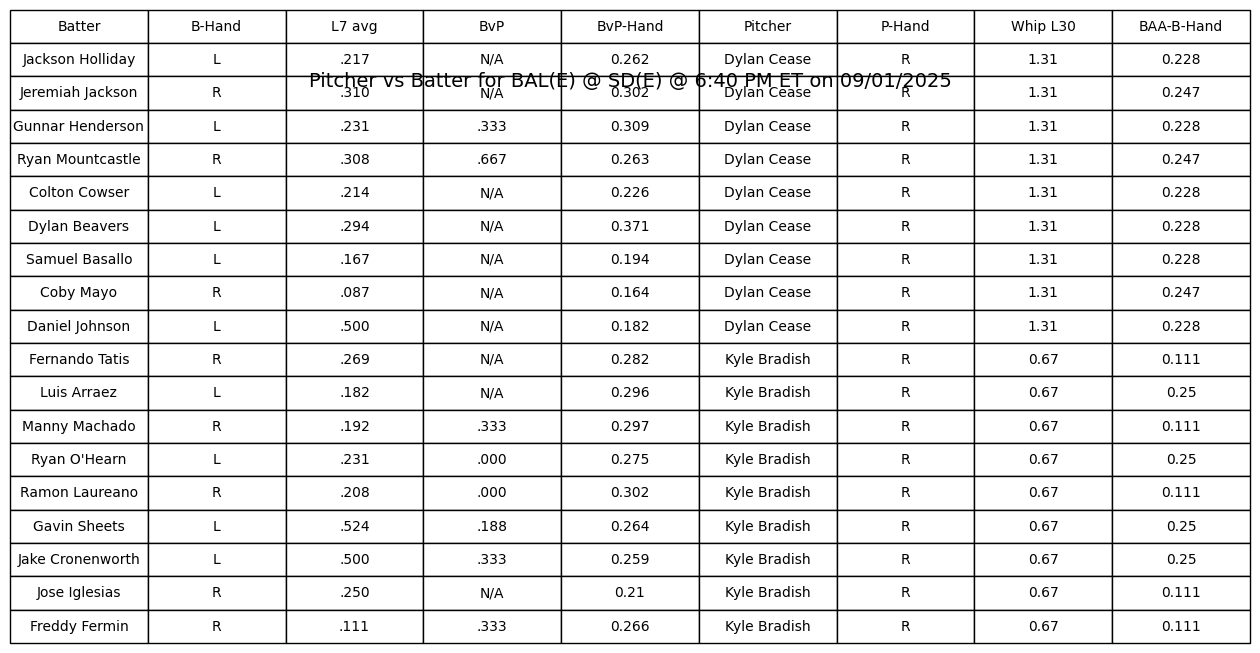 Batter B-Hand L7 avg BvP BvP-Hand Pitcher P-Hand Whip L30 BAA-B-Hand
Jackson Holliday L .217 N/A 0.262 Dylan Cease R 1.31 0.228
Pitcher vs Batter for BAL(E) @ SD(E) @ 6:40 PM ET on 09/01/2025
Jeremiah Jackson R .310 N/A 0.302 Dylan Cease R 1.31 0.247
Gunnar Henderson L .231 .333 0.309 Dylan Cease R 1.31 0.228
Ryan Mountcastle R .308 .667 0.263 Dylan Cease R 1.31 0.247
Colton Cowser L .214 N/A 0.226 Dylan Cease R 1.31 0.228
Dylan Beavers L .294 N/A 0.371 Dylan Cease R 1.31 0.228
Samuel Basallo L .167 N/A 0.194 Dylan Cease R 1.31 0.228
Coby Mayo R .087 N/A 0.164 Dylan Cease R 1.31 0.247
Daniel Johnson L .500 N/A 0.182 Dylan Cease R 1.31 0.228
Fernando Tatis R .269 N/A 0.282 Kyle Bradish R 0.67 0.111
Luis Arraez L .182 N/A 0.296 Kyle Bradish R 0.67 0.25
Manny Machado R .192 .333 0.297 Kyle Bradish R 0.67 0.111
Ryan O'Hearn L .231 .000 0.275 Kyle Bradish R 0.67 0.25
Ramon Laureano R .208 .000 0.302 Kyle Bradish R 0.67 0.111
Gavin Sheets L .524 .188 0.264 Kyle Bradish R 0.67 0.25
Jake Cronenworth L .500 .333 0.259 Kyle Bradish R 0.67 0.25
Jose Iglesias R .250 N/A 0.21 Kyle Bradish R 0.67 0.111
Freddy Fermin R .111 .333 0.266 Kyle Bradish R 0.67 0.111